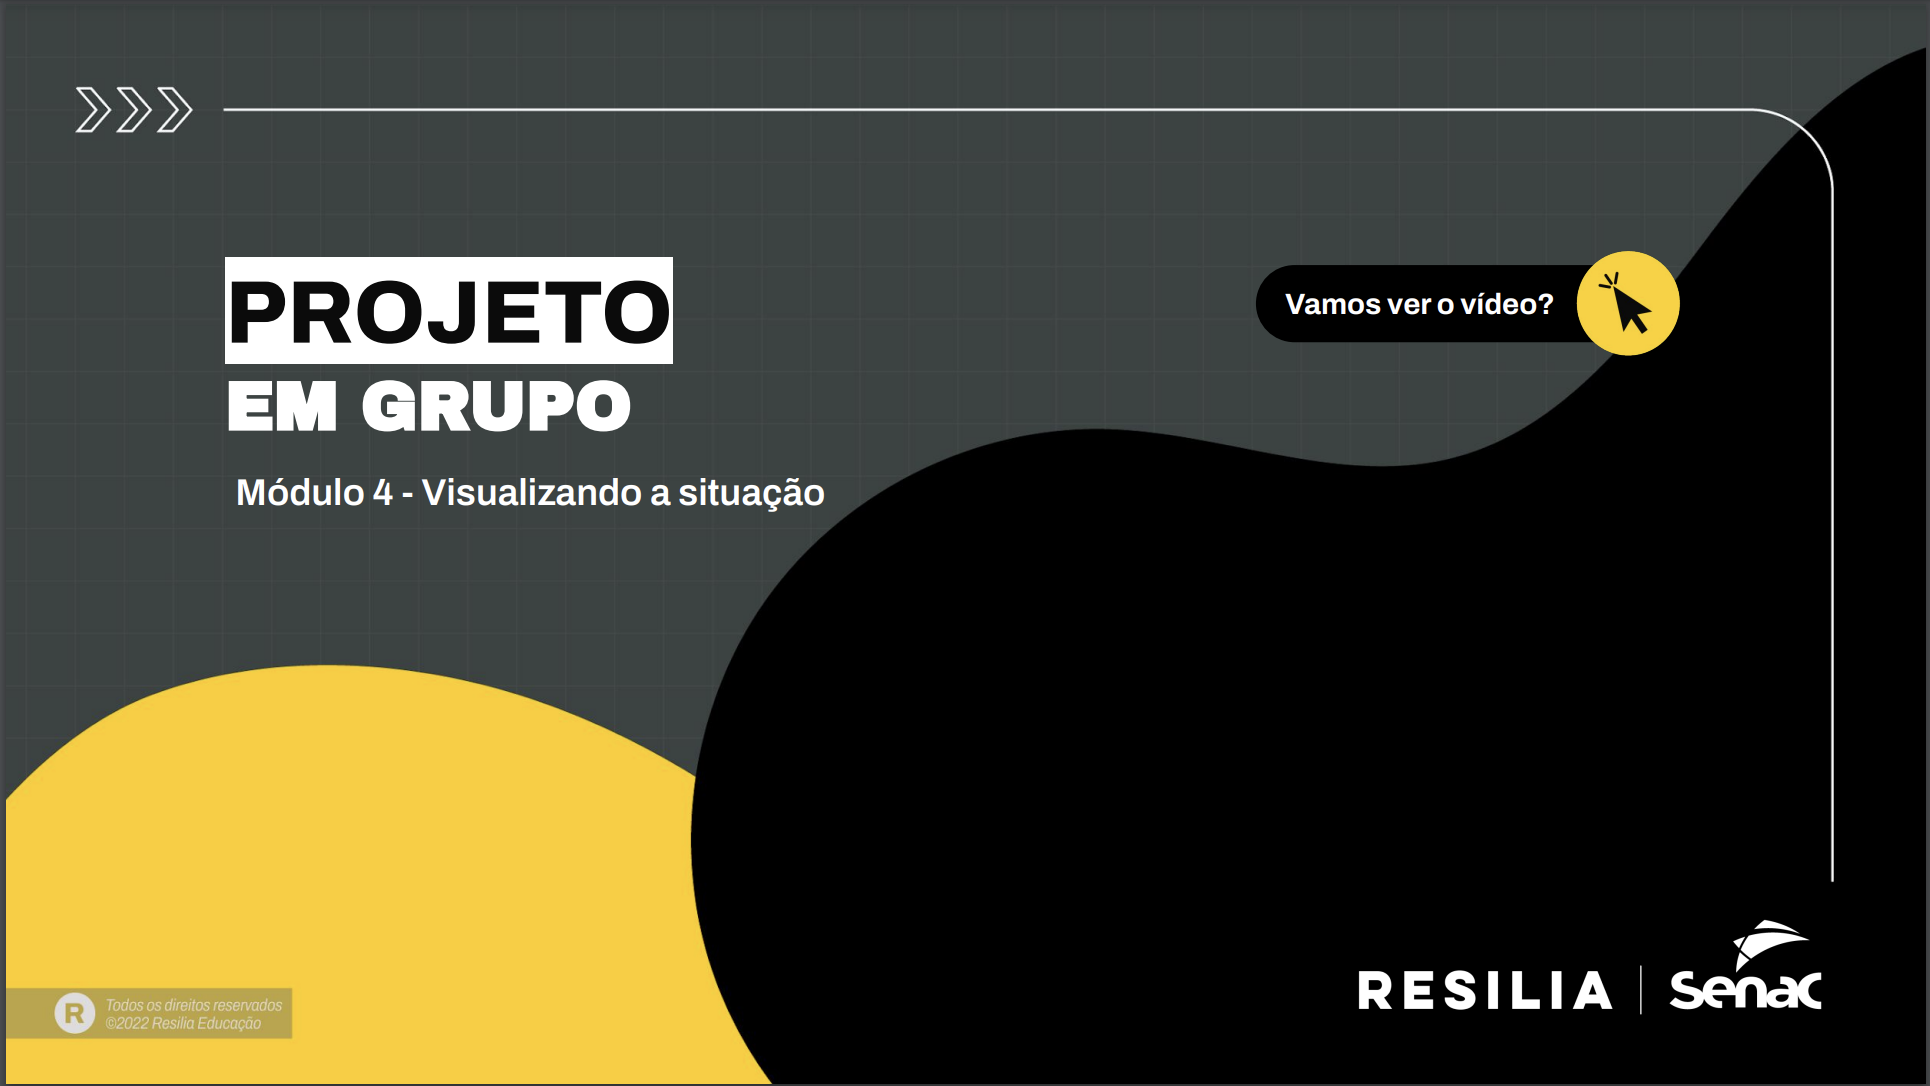 PROJETO
EM GRUPO
Módulo 4 - Visualizando a situação
Vamos ver o vídeo?
RESILIA
Senac
R
Todos os direitos reservados
©2022 Resilia Educação